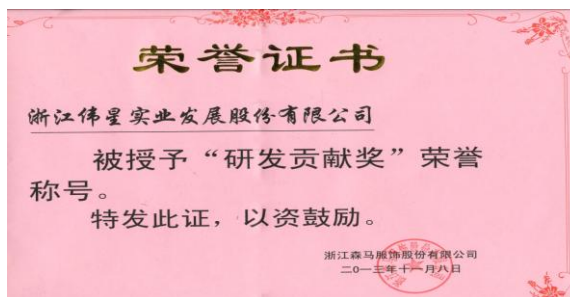 荣誉证书
浙江伟星实业发展股份有限公司
被授予“研发贡献奖”荣誉
称号。
特发此证，以资鼓励。
浙江森马服饰股份有限公司
二0一三年十一月八日